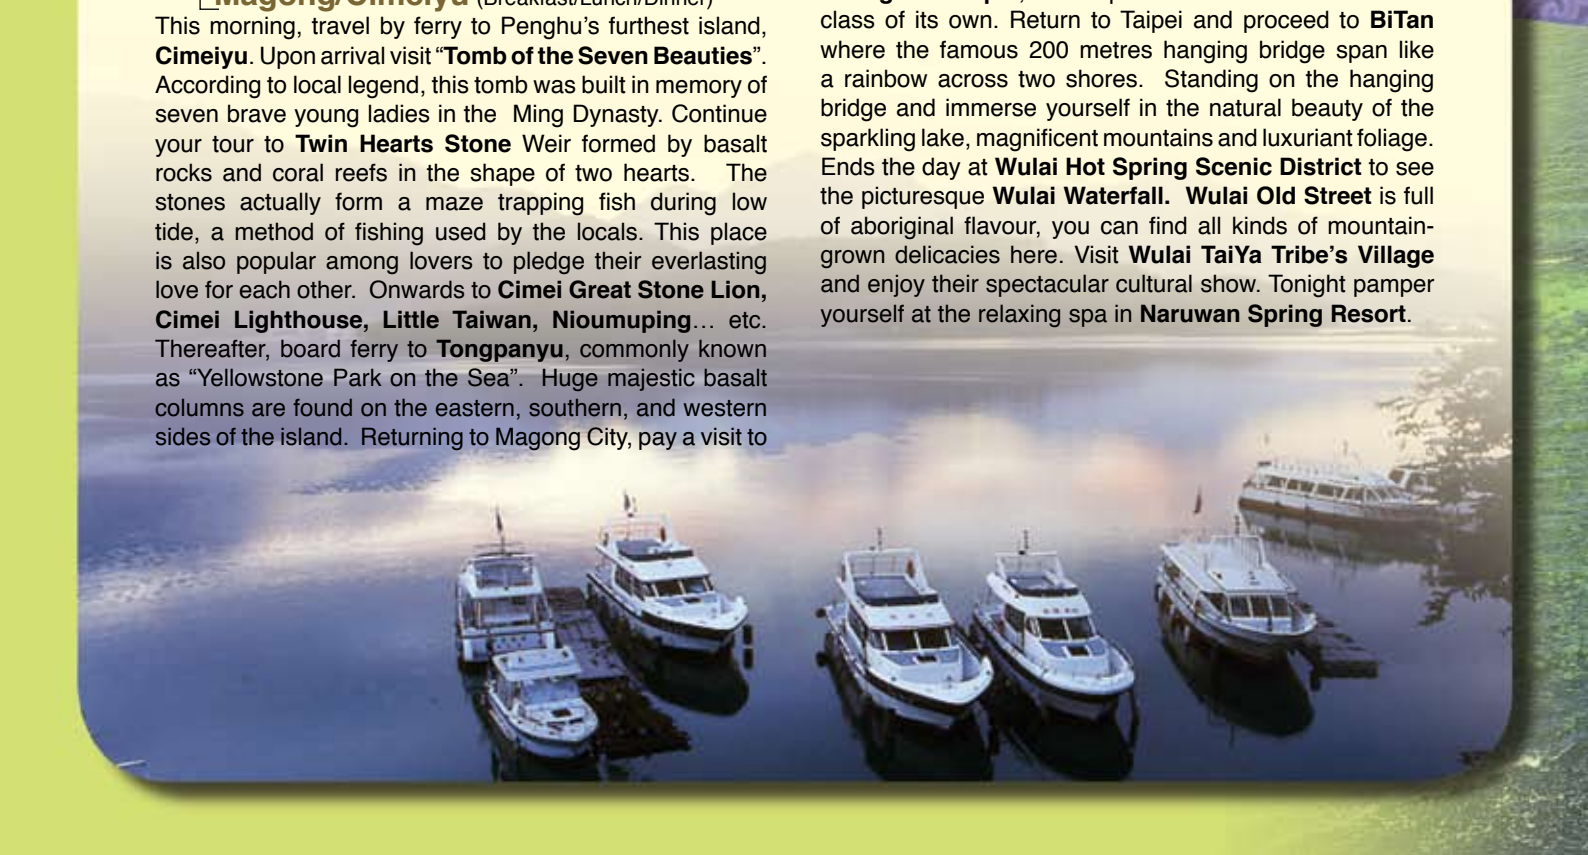 Magong/Cimeiyu (Breakfast/Lunch/Dinner)
This morning, travel by ferry to Penghu's furthest island,
Cimeiyu. Upon arrival visit “Tomb of the Seven Beauties”.
According to local legend, this tomb was built in memory of
seven brave young ladies in the Ming Dynasty. Continue
your tour to Twin Hearts Stone Weir formed by basalt
rocks and coral reefs in the shape of two hearts. The
stones actually form a maze trapping fish during low
tide, a method of fishing used by the locals. This place
is also popular among lovers to pledge their everlasting
love for each other. Onwards to Cimei Great Stone Lion,
Cimei Lighthouse, Little Taiwan, Nioumuping… etc.
Thereafter, board ferry to Tongpanyu, commonly known
as “Yellowstone Park on the Sea”. Huge majestic basalt
columns are found on the eastern, southern, and western
sides of the island. Returning to Magong City, pay a visit to
class of its own. Return to Taipei and proceed to BiTan
where the famous 200 metres hanging bridge span like
a rainbow across two shores. Standing on the hanging
bridge and immerse yourself in the natural beauty of the
sparkling lake, magnificent mountains and luxuriant foliage.
Ends the day at Wulai Hot Spring Scenic District to see
the picturesque Wulai Waterfall. Wulai Old Street is full
of aboriginal flavour, you can find all kinds of mountain-
grown delicacies here. Visit Wulai TaiYa Tribe's Village
and enjoy their spectacular cultural show. Tonight pamper
yourself at the relaxing spa in Naruwan Spring Resort.